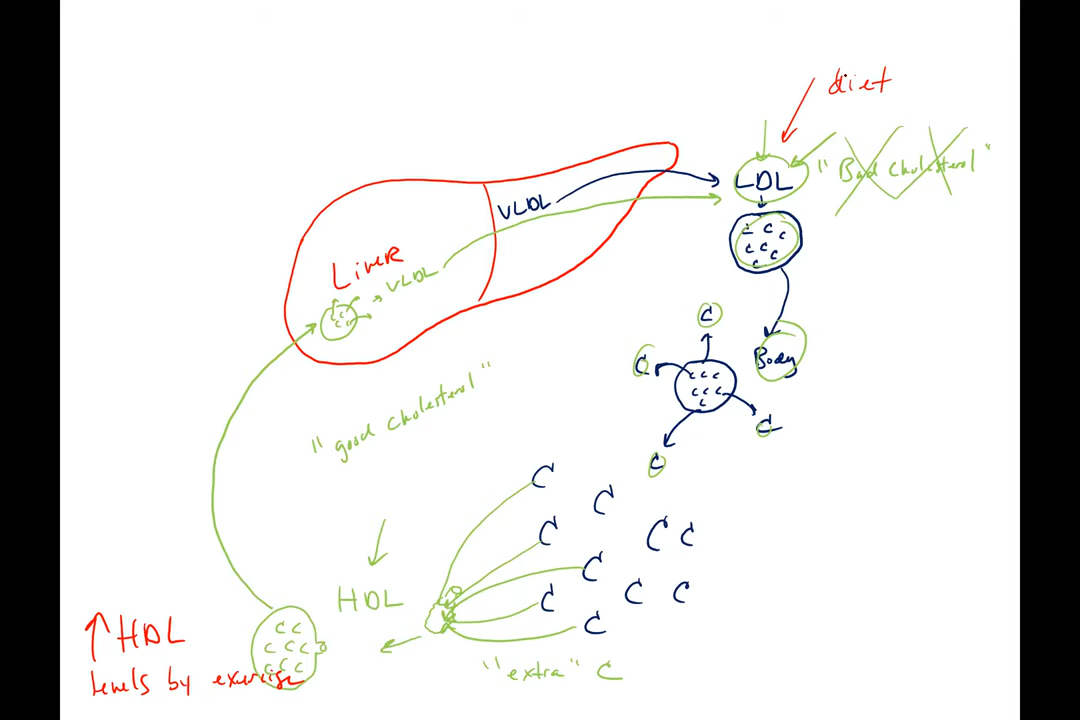 diet
"Bad cholesterol"
LDL
VLDL
c c c
c c c
c
Liver
VLDL
c c
c c
C
Body
C
c c c
c c c
c
C
C
"good cholesterol"
C
C
C
C C
C
C
C C
C
HDL
C
↑ HDL
c c
c c c
c c c
levels by exercise
"extra" C